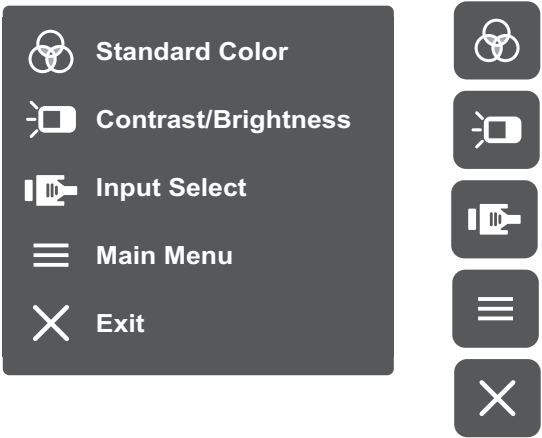 Standard Color
Contrast/Brightness
Input Select
Main Menu
Exit